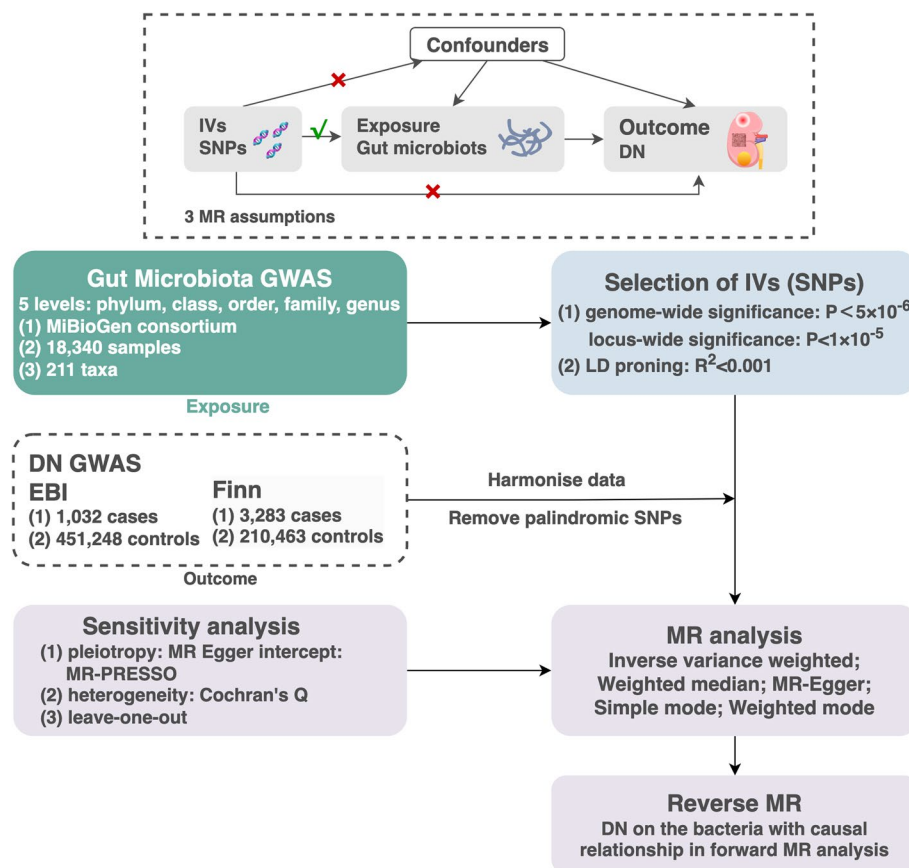 Confounders
IVs
SNPs
√
Exposure
Gut microbiots
Outcome
DN
3 MR assumptions
Gut Microbiota GWAS
5 levels: phylum, class, order, family, genus
(1) MiBioGen consortium
(2) 18,340 samples
(3) 211 taxa
Exposure
Selection of IVs (SNPs)
(1) genome-wide significance: P＜5×10⁻⁶
locus-wide significance: P<1×10⁻⁵
(2) LD proning: R²<0.001
DN GWAS
EBI
(1) 1,032 cases
(2) 451,248 controls
Finn
(1) 3,283 cases
(2) 210,463 controls
Outcome
Harmonise data
Remove palindromic SNPs
Sensitivity analysis
(1) pleiotropy: MR Egger intercept:
MR-PRESSO
(2) heterogeneity: Cochran's Q
(3) leave-one-out
MR analysis
Inverse variance weighted;
Weighted median; MR-Egger;
Simple mode; Weighted mode
Reverse MR
DN on the bacteria with causal
relationship in forward MR analysis